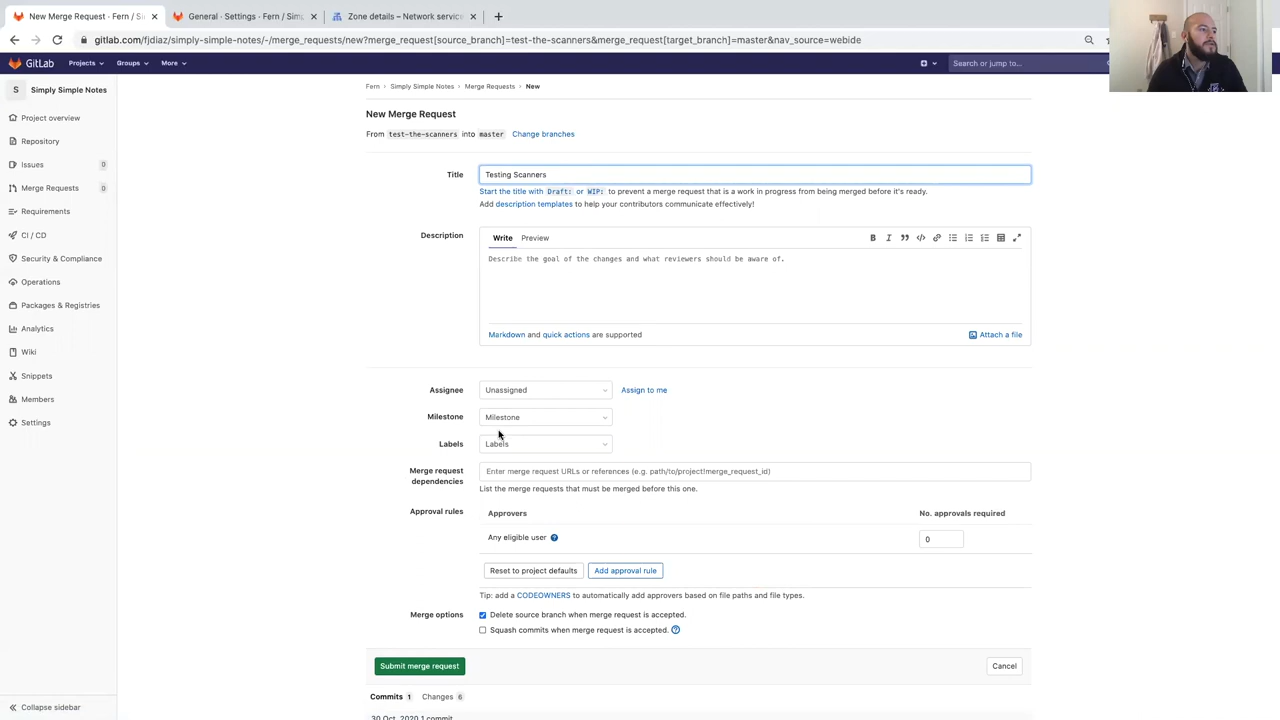 New Merge Request · Fern / Si
General · Settings · Fern / Simp
Zone details – Network service
gitlab.com/fjdiaz/simply-simple-notes/-/merge_requests/new?merge_request[source_branch]=test-the-scanners&merge_request[target_branch]=master&nav_source=webide
GitLab Projects Groups More Search or jump to...
S Simply Simple Notes
Project overview
Repository
Issues 0
Merge Requests 0
Requirements
CI / CD
Security & Compliance
Operations
Packages & Registries
Analytics
Wiki
Snippets
Members
Settings
Collapse sidebar
Fern › Simply Simple Notes › Merge Requests › New
New Merge Request
From test-the-scanners into master Change branches
Title Testing Scanners
Start the title with Draft: or WIP: to prevent a merge request that is a work in progress from being merged before it's ready.
Add description templates to help your contributors communicate effectively!
Description Write Preview
Describe the goal of the changes and what reviewers should be aware of.
Markdown and quick actions are supported Attach a file
Assignee Unassigned Assign to me
Milestone Milestone
Labels Labels
Merge request dependencies Enter merge request URLs or references (e.g. path/to/project!merge_request_id)
List the merge requests that must be merged before this one.
Approval rules Approvers No. approvals required
Any eligible user 0
Reset to project defaults Add approval rule
Tip: add a CODEOWNERS to automatically add approvers based on file paths and file types.
Merge options Delete source branch when merge request is accepted.
Squash commits when merge request is accepted.
Submit merge request Cancel
Commits 1 Changes 6
30 Oct, 2020 1 commit